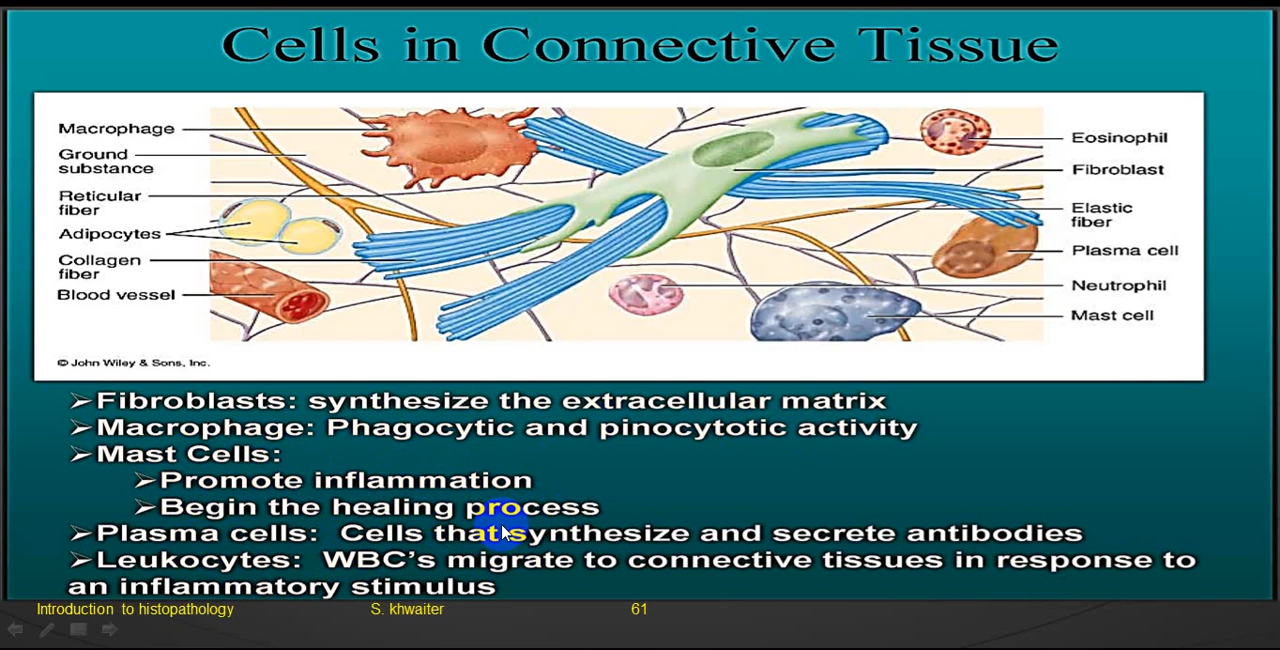 Cells in Connective Tissue
Macrophage
Ground
substance
Reticular
fiber
Adipocytes
Collagen
fiber
Blood vessel
Eosinophil
Fibroblast
Elastic
fiber
Plasma cell
Neutrophil
Mast cell
© John Wiley & Sons, Inc.
➢Fibroblasts: synthesize the extracellular matrix
➢Macrophage: Phagocytic and pinocytotic activity
➢Mast Cells:
➢Promote inflammation
➢Begin the healing process
➢Plasma cells: Cells that synthesize and secrete antibodies
➢Leukocytes: WBC's migrate to connective tissues in response to
an inflammatory stimulus
Introduction to histopathology S. khwaiter 61